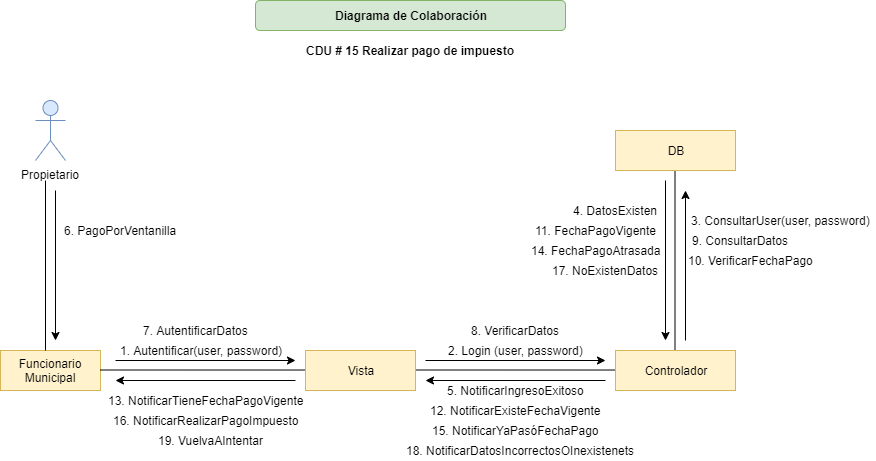 Diagrama de Colaboración
CDU # 15 Realizar pago de impuesto
Propietario
DB
6. PagoPorVentanilla
4. DatosExisten
11. FechaPagoVigente
14. FechaPagoAtrasada
17. NoExistenDatos
3. ConsultarUser(user, password)
9. ConsultarDatos
10. VerificarFechaPago
7. AutentificarDatos
1. Autentificar(user, password)
8. VerificarDatos
2. Login (user, password)
Funcionario
Municipal
Vista
Controlador
13. NotificarTieneFechaPagoVigente
16. NotificarRealizarPagoImpuesto
19. VuelvaAIntentar
5. NotificarIngresoExitoso
12. NotificarExisteFechaVigente
15. NotificarYaPasóFechaPago
18. NotificarDatosIncorrectosOInexistenets